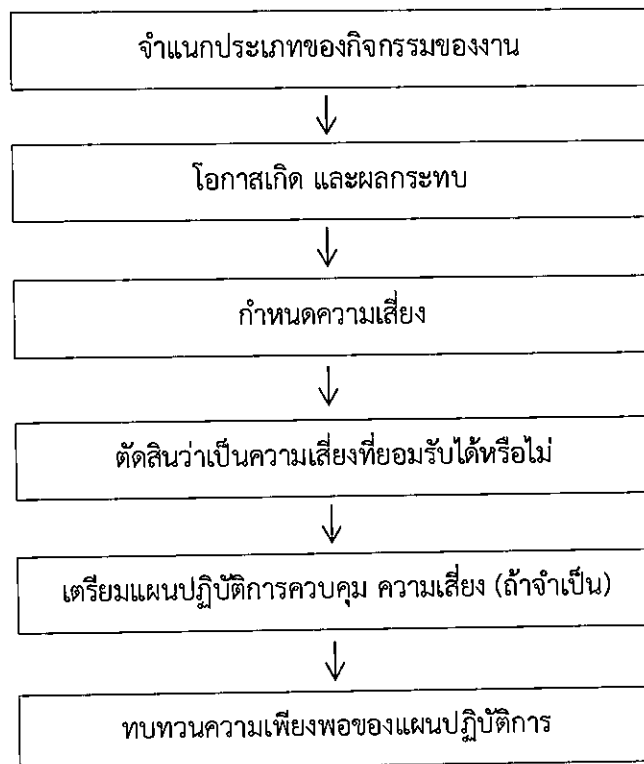 จำแนกประเภทของกิจกรรมของงาน
โอกาสเกิด และผลกระทบ
กำหนดความเสี่ยง
ตัดสินว่าเป็นความเสี่ยงที่ยอมรับได้หรือไม่
เตรียมแผนปฏิบัติการควบคุม ความเสี่ยง (ถ้าจำเป็น)
ทบทวนความเพียงพอของแผนปฏิบัติการ